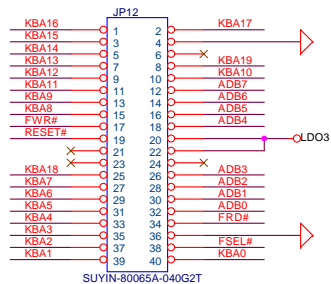 JP12
KBA16 1 2 KBA17
KBA15 3 4
KBA14 5 6
KBA13 7 8 KBA19
KBA12 9 10 KBA10
KBA11 11 12 ADB7
KBA9 13 14 ADB6
KBA8 15 16 ADB5
FWR# 17 18 ADB4
RESET# 19 20 LDO3
21 22
23 24
KBA18 25 26 ADB3
KBA7 27 28 ADB2
KBA6 29 30 ADB1
KBA5 31 32 ADB0
KBA4 33 34 FRD#
KBA3 35 36
KBA2 37 38 FSEL#
KBA1 39 40 KBA0
SUYIN-80065A-040G2T